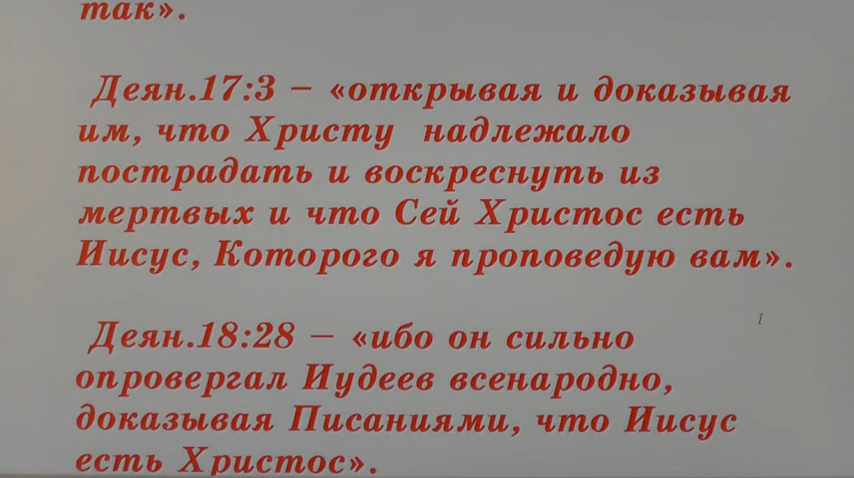 так».
Деян.17:3 – «открывая и доказывая
им, что Христу надлежало
пострадать и воскреснуть из
мертвых и что Сей Христос есть
Иисус, Которого я проповедую вам».
Деян.18:28 – «ибо он сильно
опровергал Иудеев всенародно,
доказывая Писаниями, что Иисус
есть Христос».